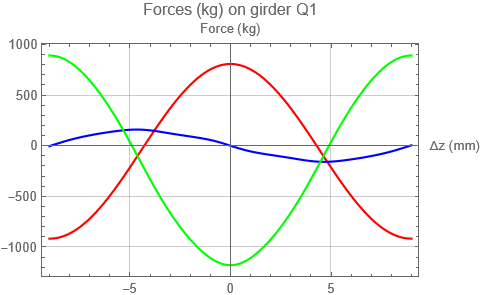 Forces (kg) on girder Q1
Force (kg)
1000
500
0
Δz (mm)
−500
−1000
−5 0 5